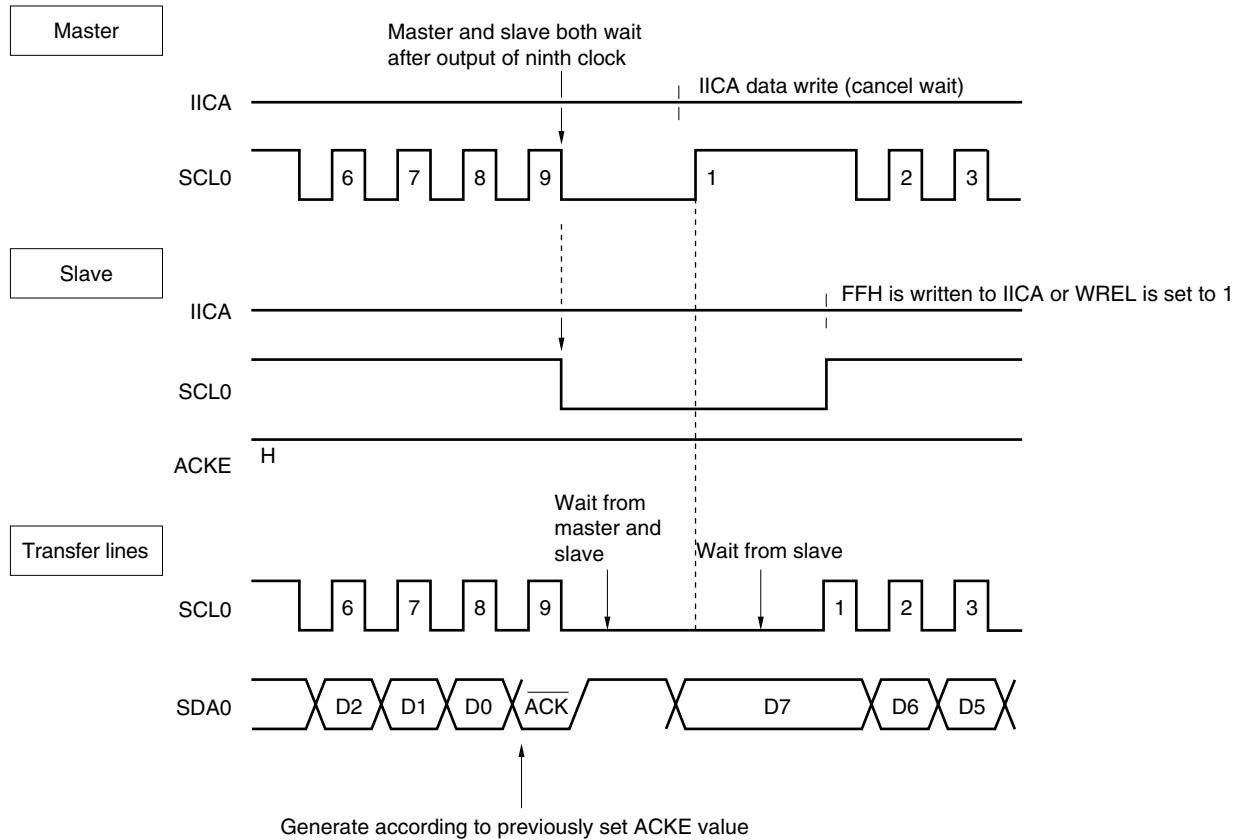 Master
Master and slave both wait
after output of ninth clock
IICA data write (cancel wait)
IICA
SCL0
6 7 8 9 1 2 3
Slave
FFH is written to IICA or WREL is set to 1
IICA
SCL0
H
ACKE
Wait from
master and
slave
Wait from slave
Transfer lines
SCL0
6 7 8 9 1 2 3
SDA0
D2 D1 D0 ACK D7 D6 D5
Generate according to previously set ACKE value